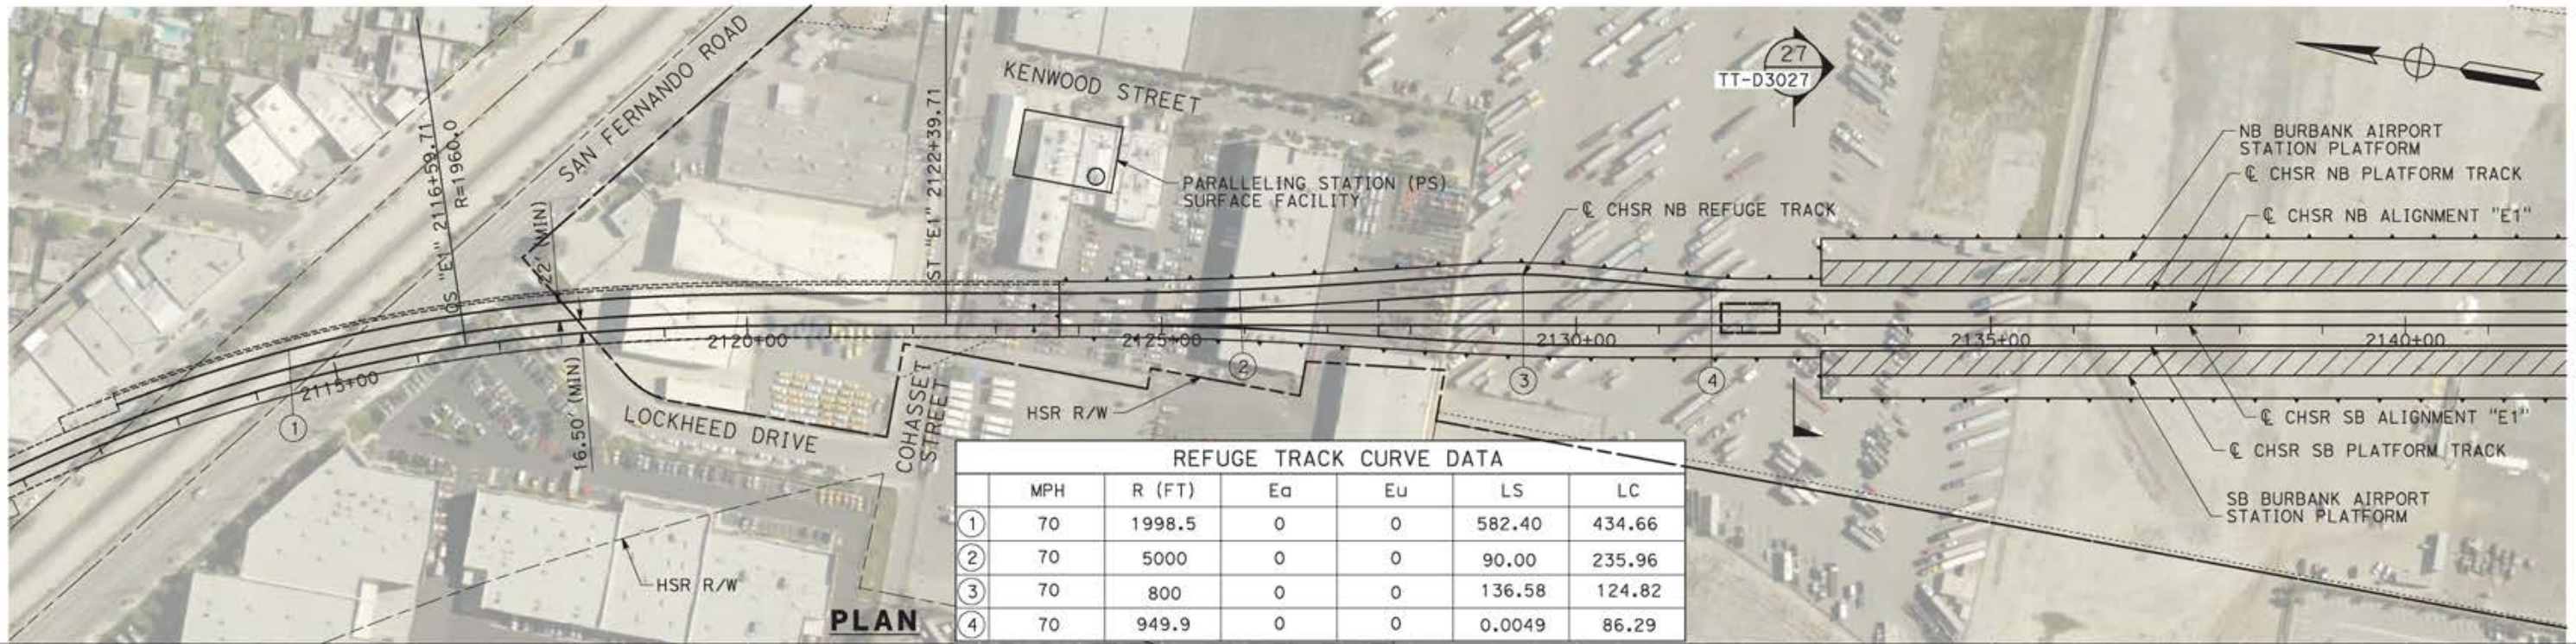 CS "E1" 2116+59.71
R=1960.0
SAN FERNANDO ROAD
22' (MIN)
16.50' (MIN)
ST "E1" 2122+39.71
KENWOOD STREET
PARALLELING STATION (PS)
SURFACE FACILITY
27
TT-D3027
℄ CHSR NB REFUGE TRACK
NB BURBANK AIRPORT
STATION PLATFORM
℄ CHSR NB PLATFORM TRACK
℄ CHSR NB ALIGNMENT "E1"
2115+00
2120+00
2125+00
2130+00
2135+00
2140+00
1
2
3
4
LOCKHEED DRIVE
COHASSET
STREET
HSR R/W
HSR R/W
℄ CHSR SB ALIGNMENT "E1"
℄ CHSR SB PLATFORM TRACK
SB BURBANK AIRPORT
STATION PLATFORM
REFUGE TRACK CURVE DATA
MPH R (FT) Ea Eu LS LC
1 70 1998.5 0 0 582.40 434.66
2 70 5000 0 0 90.00 235.96
3 70 800 0 0 136.58 124.82
4 70 949.9 0 0 0.0049 86.29
PLAN